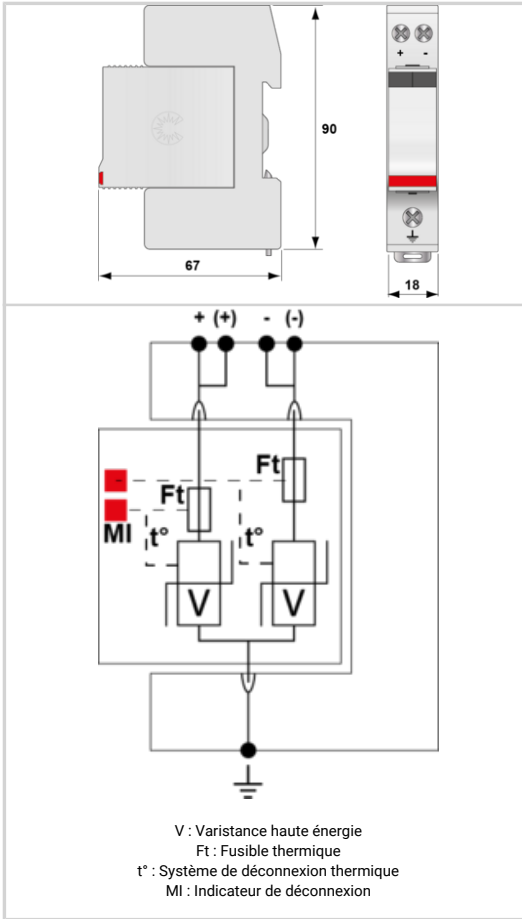 90
67
+ -
18
+ (+) - (-)
-
Ft
Ft
MI
t°
t°
V
V
V : Varistance haute énergie
Ft : Fusible thermique
t° : Système de déconnexion thermique
MI : Indicateur de déconnexion